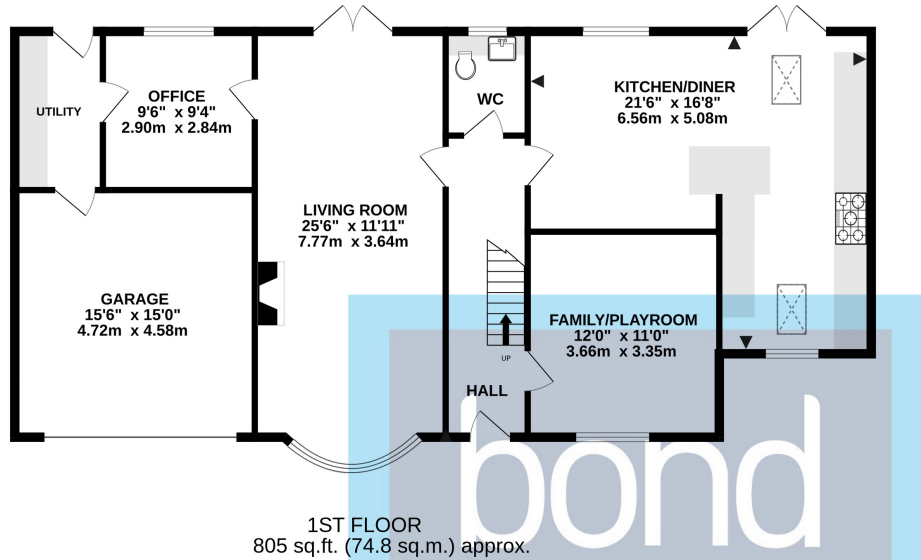 UTILITY
OFFICE
9'6" x 9'4"
2.90m x 2.84m
WC
KITCHEN/DINER
21'6" x 16'8"
6.56m x 5.08m
LIVING ROOM
25'6" x 11'11"
7.77m x 3.64m
GARAGE
15'6" x 15'0"
4.72m x 4.58m
FAMILY/PLAYROOM
12'0" x 11'0"
3.66m x 3.35m
UP
HALL
bond
1ST FLOOR
805 sq.ft. (74.8 sq.m.) approx.